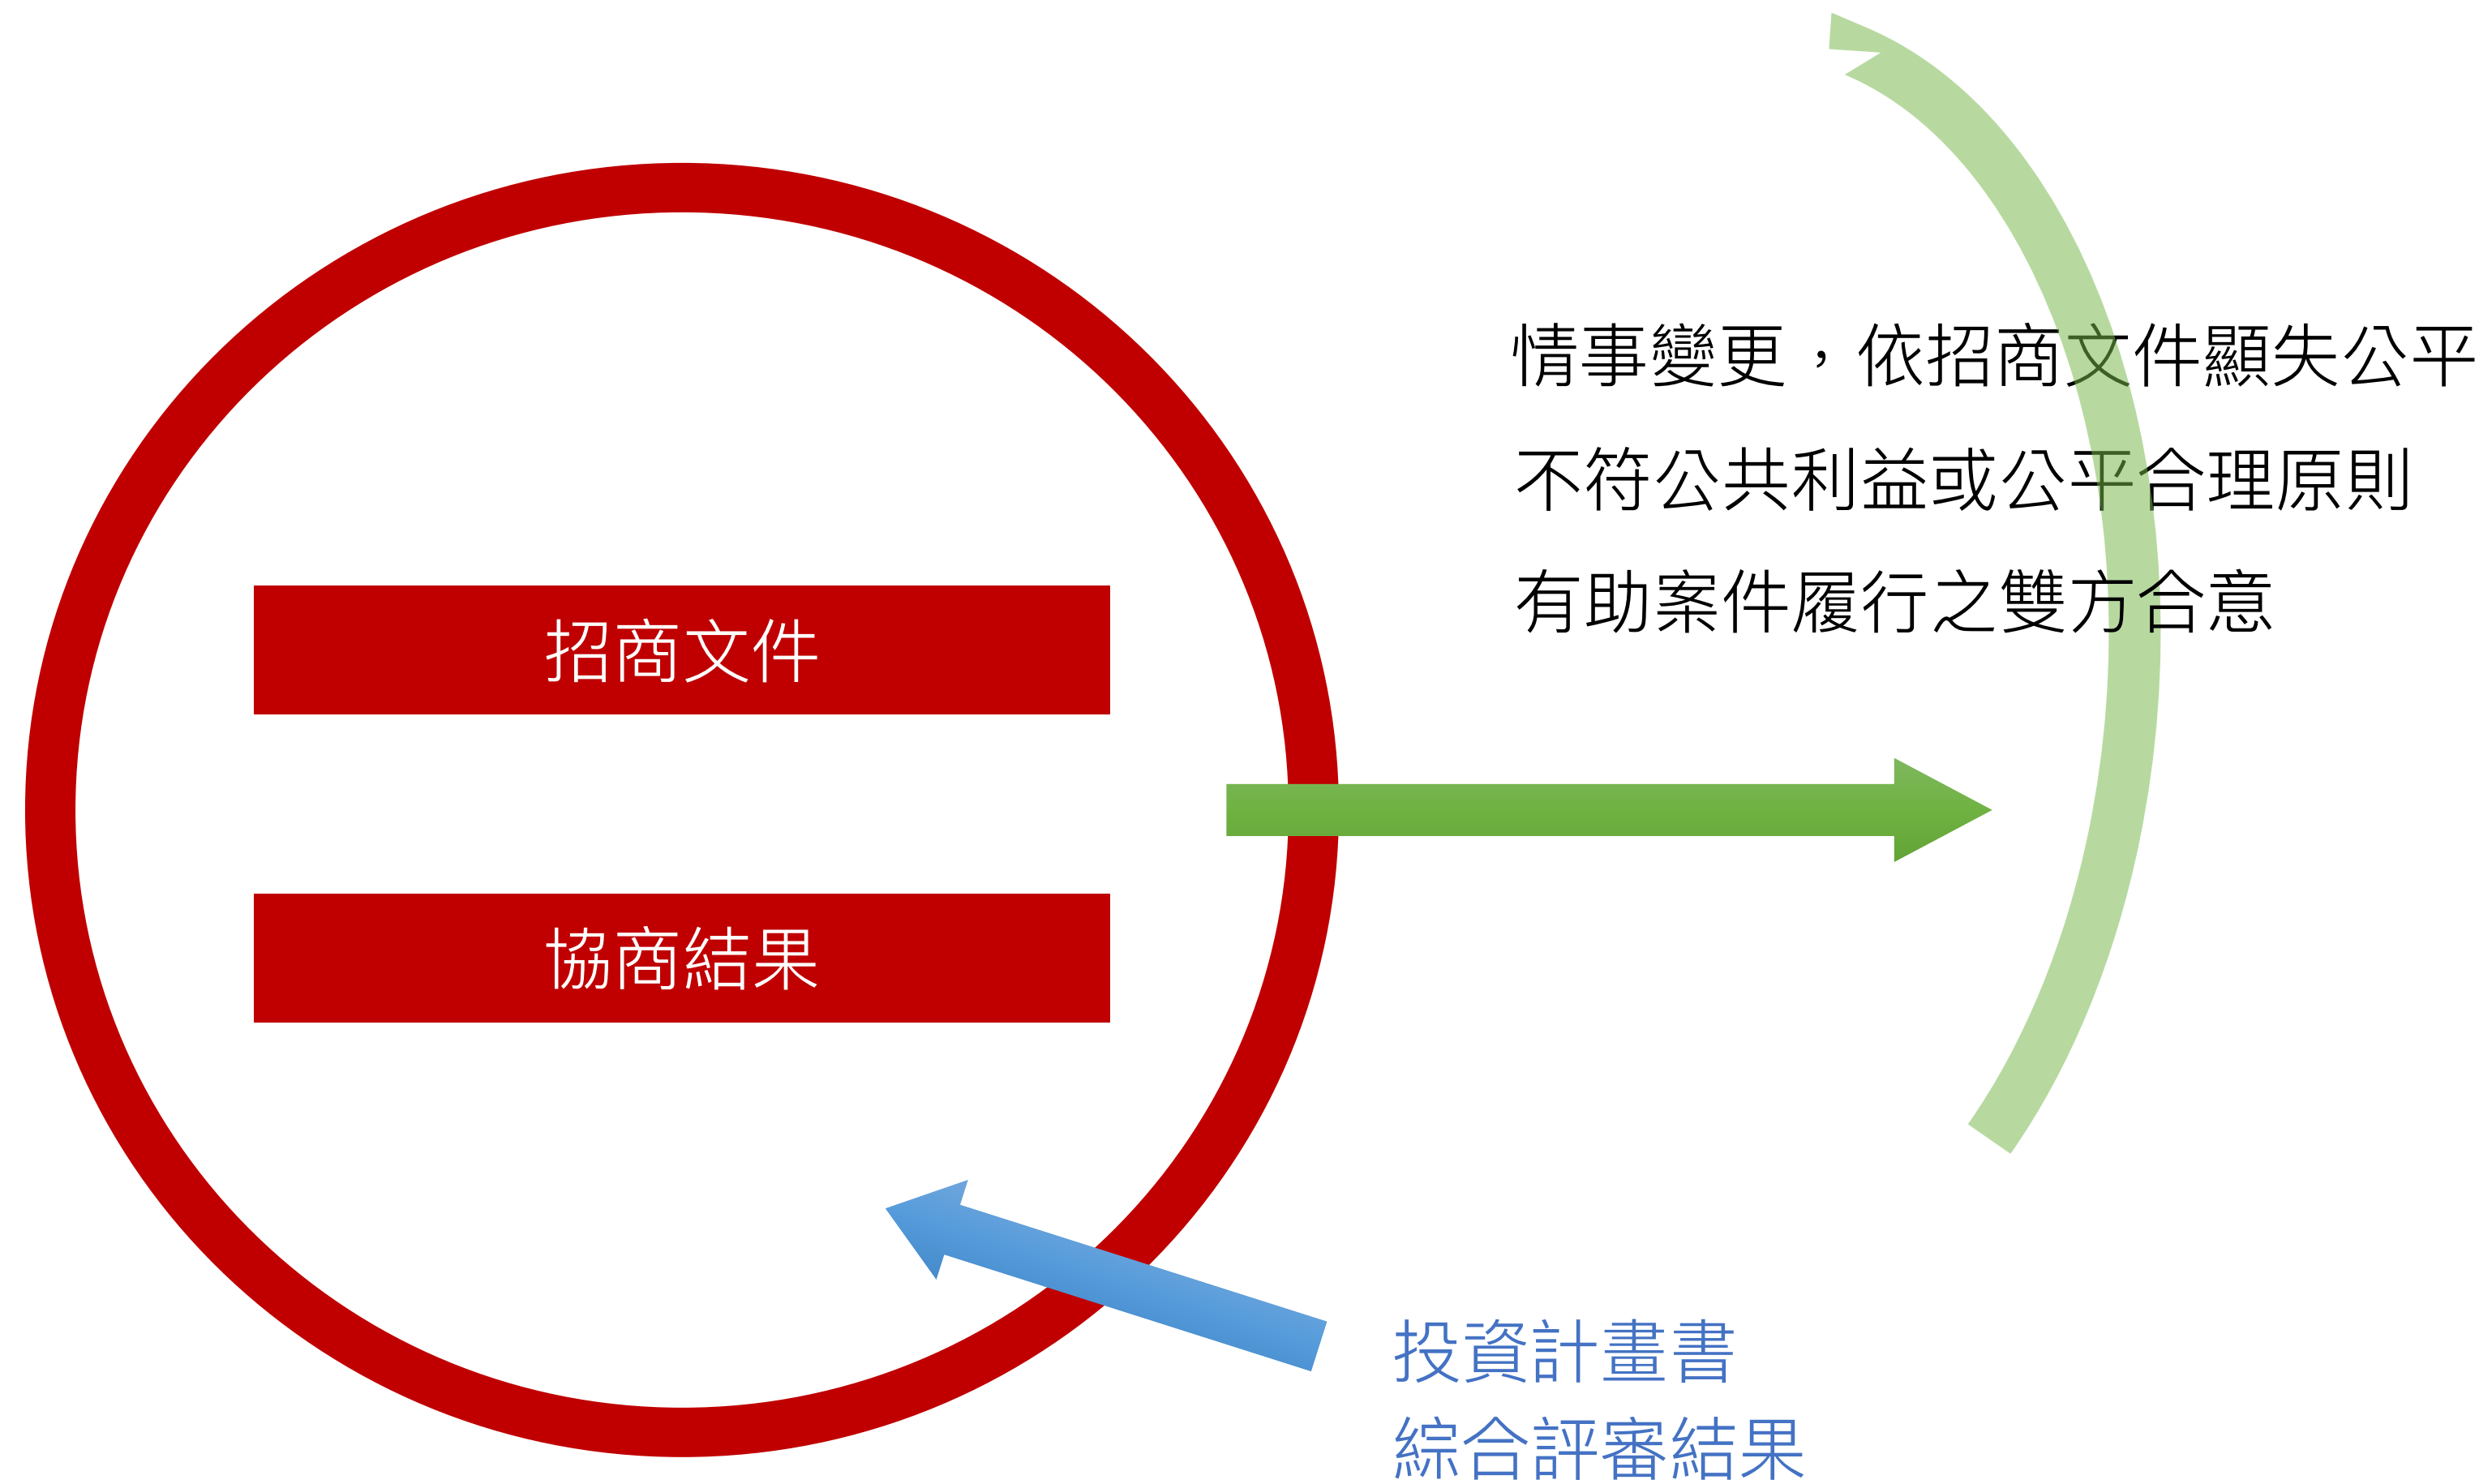 情事變更，依招商文件顯失公平
不符公共利益或公平合理原則
有助案件履行之雙方合意
招商文件
協商結果
投資計畫書
綜合評審結果